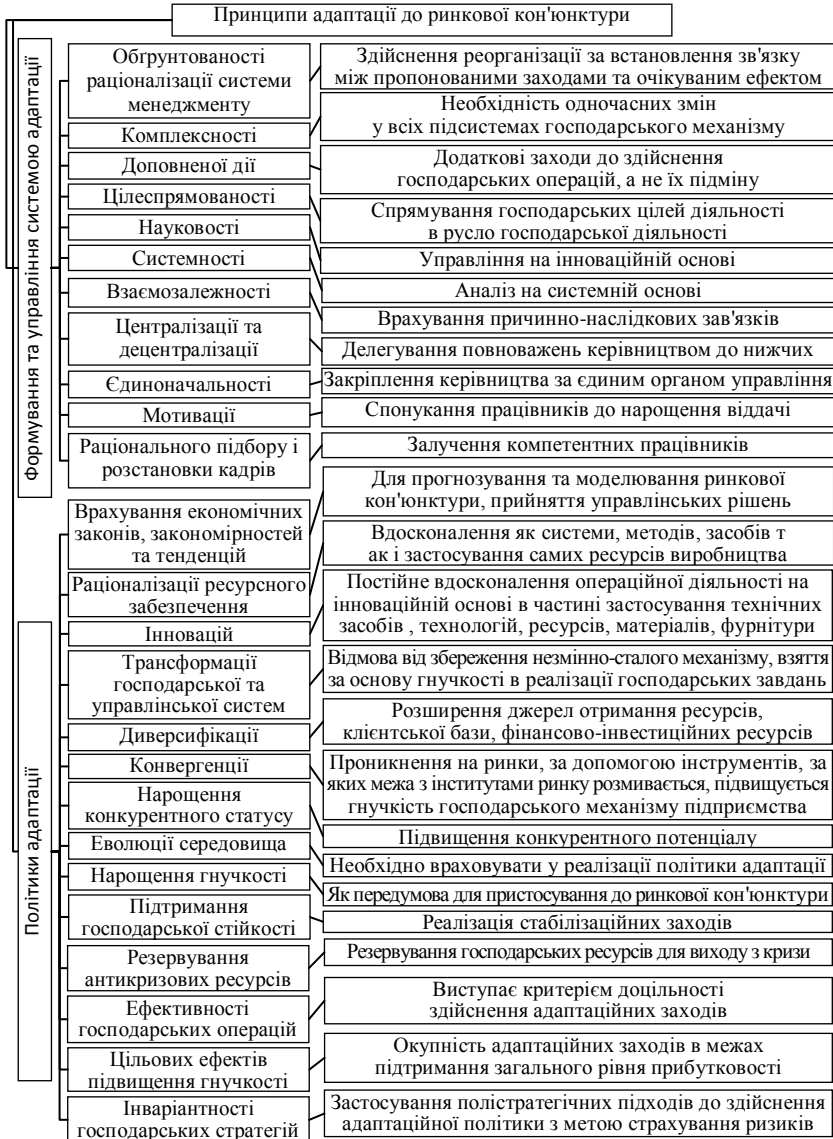 Принципи адаптації до ринкової кон'юнктури
Формування та управління системою адаптації
Обґрунтованості
раціоналізації системи
менеджменту
Здійснення реорганізації за встановлення зв'язку
між пропонованими заходами та очікуваним ефектом
Комплексності
Необхідність одночасних змін
у всіх підсистемах господарського механізму
Доповненої дії
Додаткові заходи до здійснення
господарських операцій, а не їх підміну
Цілеспрямованості
Спрямування господарських цілей діяльності
в русло господарської діяльності
Науковості
Управління на інноваційній основі
Системності
Аналіз на системній основі
Взаємозалежності
Врахування причинно-наслідкових зав'язків
Централізації та
децентралізації
Делегування повноважень керівництвом до нижчих
Єдиноначальності
Закріплення керівництва за єдиним органом управління
Мотивації
Спонукання працівників до нарощення віддачі
Раціонального підбору і
розстановки кадрів
Залучення компетентних працівників
Політики адаптації
Врахування економічних
законів, закономірностей
та тенденцій
Для прогнозування та моделювання ринкової
кон'юнктури, прийняття управлінських рішень
Раціоналізації ресурсного
забезпечення
Вдосконалення як системи, методів, засобів т
ак і застосування самих ресурсів виробництва
Інновацій
Постійне вдосконалення операційної діяльності на
інноваційній основі в частині застосування технічних
засобів , технологій, ресурсів, матеріалів, фурнітури
Трансформації
господарської та
управлінської систем
Відмова від збереження незмінно-сталого механізму, взяття
за основу гнучкості в реалізації господарських завдань
Диверсифікації
Розширення джерел отримання ресурсів,
клієнтської бази, фінансово-інвестиційних ресурсів
Конвергенції
Проникнення на ринки, за допомогою інструментів, за
яких межа з інститутами ринку розмивається, підвищується
гнучкість господарського механізму підприємства
Нарощення
конкурентного статусу
Підвищення конкурентного потенціалу
Еволюції середовища
Необхідно враховувати у реалізації політики адаптації
Нарощення гнучкості
Як передумова для пристосування до ринкової кон'юнктури
Підтримання
господарської стійкості
Реалізація стабілізаційних заходів
Резервування
антикризових ресурсів
Резервування господарських ресурсів для виходу з кризи
Ефективності
господарських операцій
Виступає критерієм доцільності
здійснення адаптаційних заходів
Цільових ефектів
підвищення гнучкості
Окупність адаптаційних заходів в межах
підтримання загального рівня прибутковості
Інваріантності
господарських стратегій
Застосування полістратегічних підходів до здійснення
адаптаційної політики з метою страхування ризиків